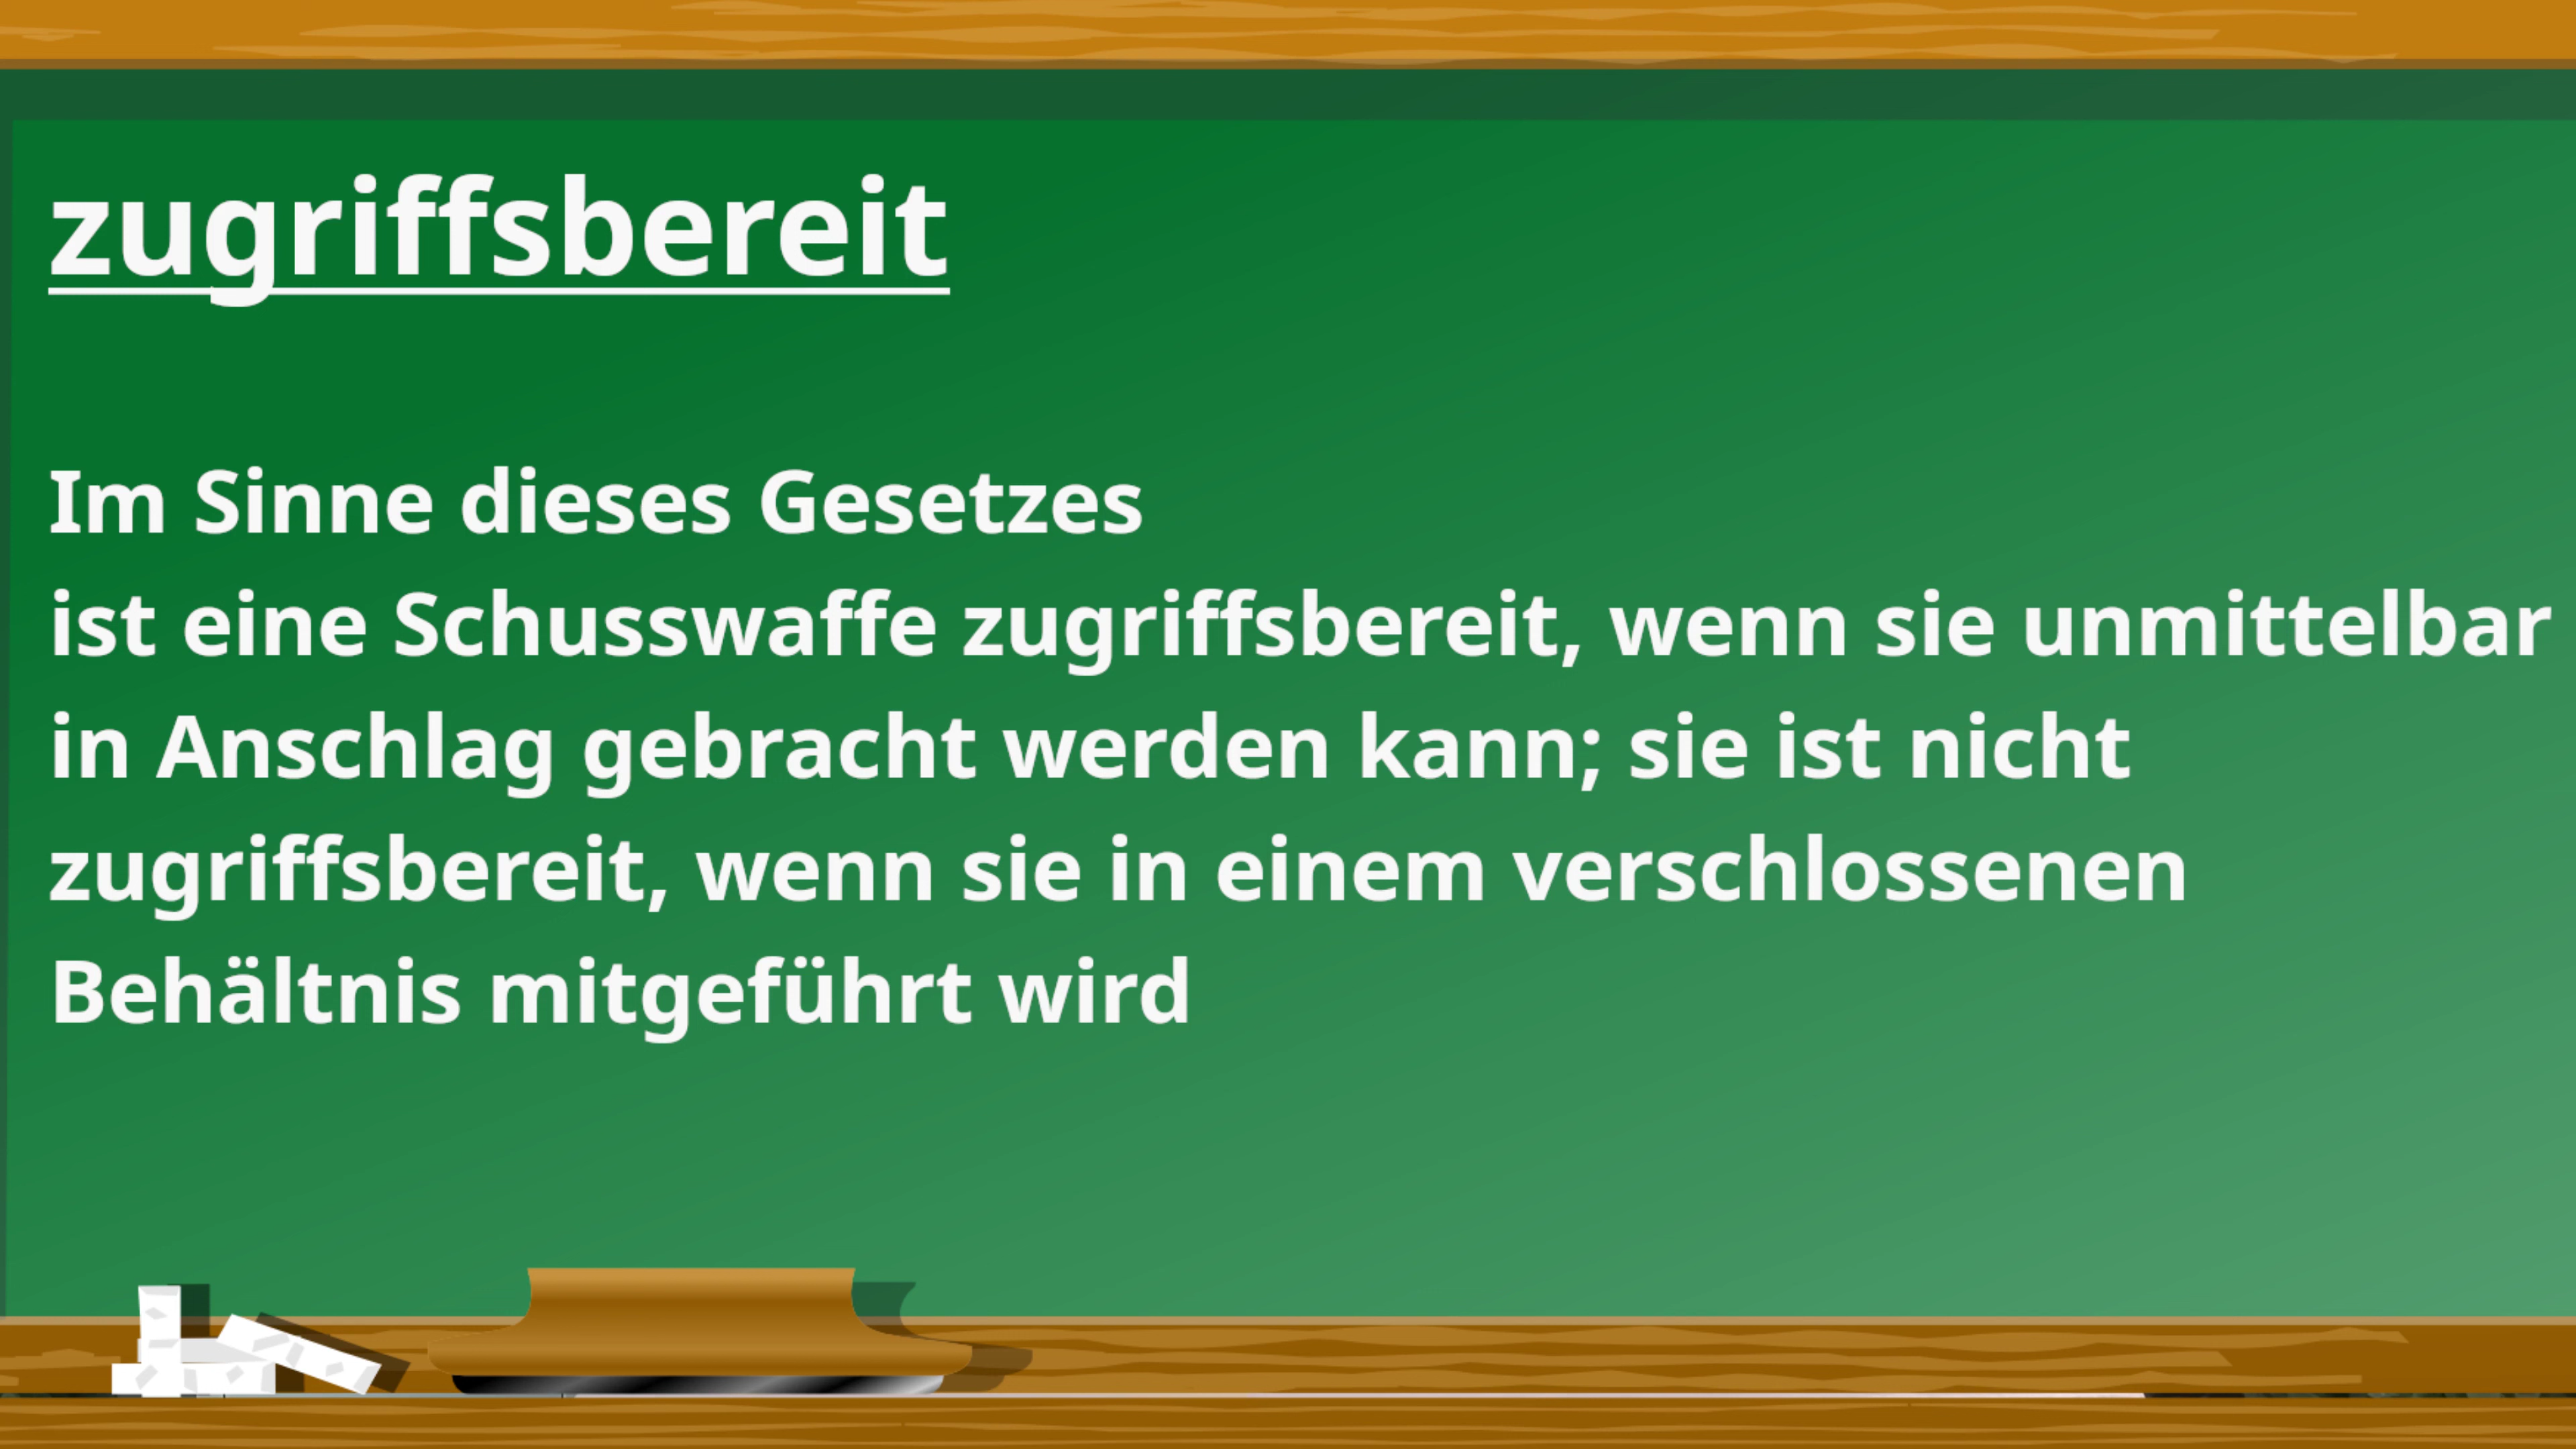 zugriffsbereit
Im Sinne dieses Gesetzes
ist eine Schusswaffe zugriffsbereit, wenn sie unmittelbar
in Anschlag gebracht werden kann; sie ist nicht
zugriffsbereit, wenn sie in einem verschlossenen
Behältnis mitgeführt wird